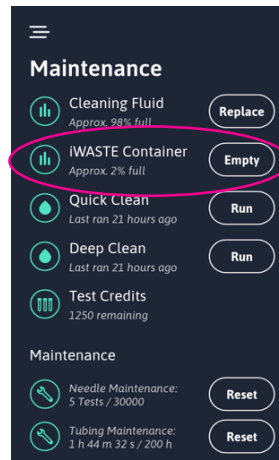 Maintenance
Cleaning Fluid
Approx. 98% full
Replace
iWASTE Container
Approx. 2% full
Empty
Quick Clean
Last ran 21 hours ago
Run
Deep Clean
Last ran 21 hours ago
Run
Test Credits
1250 remaining
Maintenance
Needle Maintenance:
5 Tests / 30000
Reset
Tubing Maintenance:
1 h 44 m 32 s / 200 h
Reset